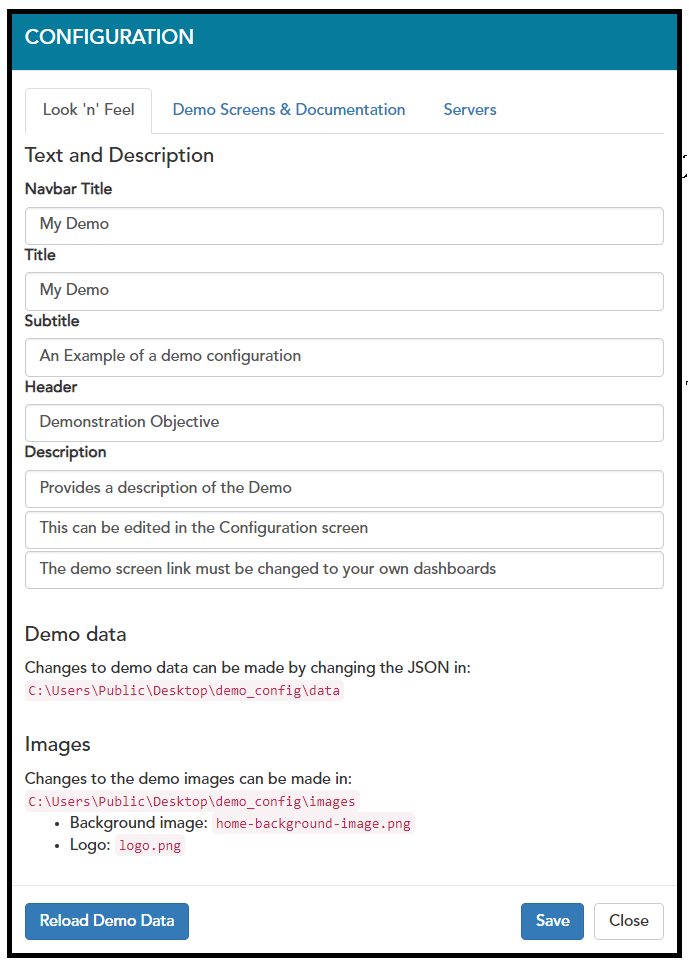 CONFIGURATION
Look 'n' Feel
Demo Screens & Documentation
Servers
Text and Description
Navbar Title
My Demo
Title
My Demo
Subtitle
An Example of a demo configuration
Header
Demonstration Objective
Description
Provides a description of the Demo
This can be edited in the Configuration screen
The demo screen link must be changed to your own dashboards
Demo data
Changes to demo data can be made by changing the JSON in:
C:\Users\Public\Desktop\demo_config\data
Images
Changes to the demo images can be made in:
C:\Users\Public\Desktop\demo_config\images
• Background image: home-background-image.png
• Logo: logo.png
Reload Demo Data
Save
Close